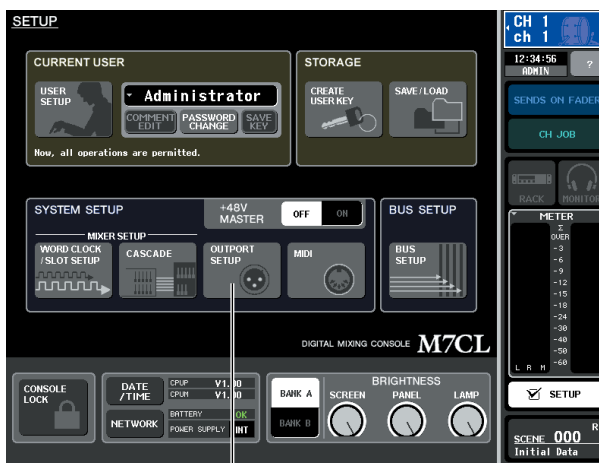 SETUP
CURRENT USER
USER
SETUP
Administrator
COMMENT
EDIT
PASSWORD
CHANGE
SAVE
KEY
Now, all operations are permitted.
STORAGE
CREATE
USER KEY
SAVE/LOAD
SYSTEM SETUP
+48V
MASTER
OFF
ON
MIXER SETUP
WORD CLOCK
/SLOT SETUP
CASCADE
OUTPORT
SETUP
MIDI
BUS SETUP
BUS
SETUP
DIGITAL MIXING CONSOLE M7CL
CONSOLE
LOCK
DATE
/TIME
CPUP V1.00
CPUM V1.00
NETWORK
BATTERY OK
POWER SUPPLY INT
BANK A
BANK B
BRIGHTNESS
SCREEN
PANEL
LAMP
CH 1
ch 1
12:34:56
ADMIN
?
SENDS ON FADER
CH JOB
RACK
MONITOR
METER
Σ
OVER
-3
-6
-9
-12
-15
-18
-24
-30
-40
-50
-60
L R M
SETUP
R
SCENE 000
Initial Data